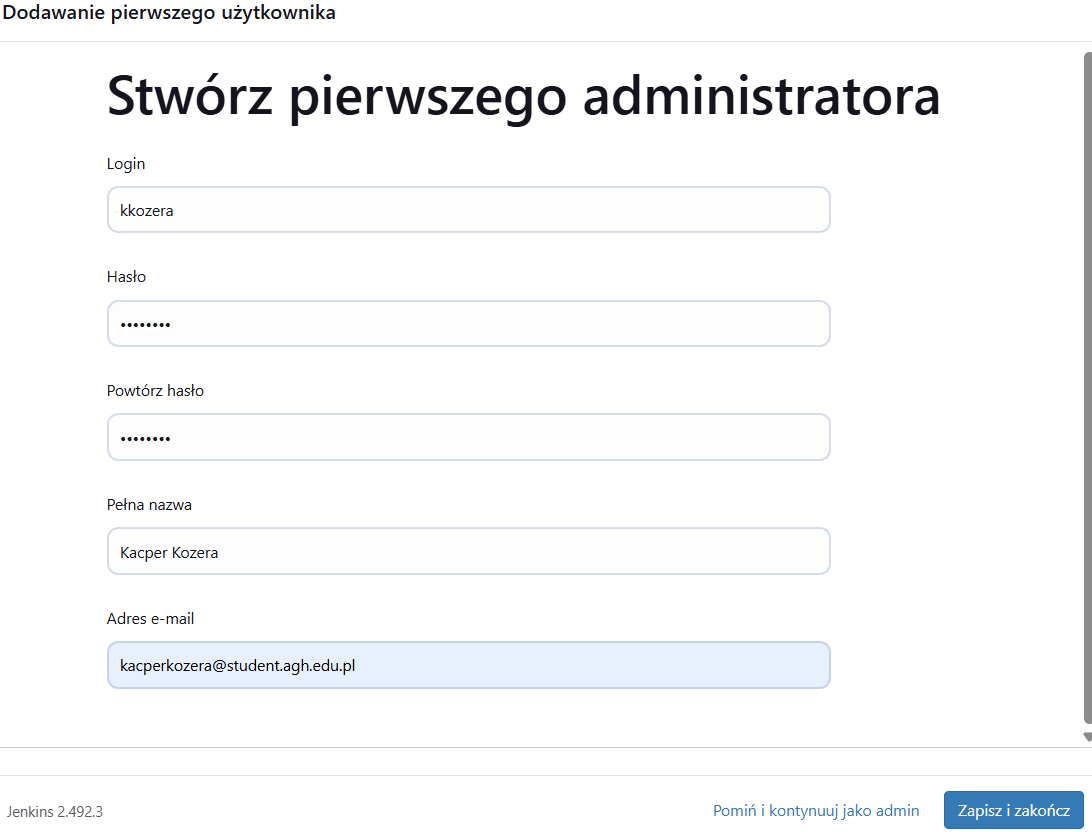 Dodawanie pierwszego użytkownika
Stwórz pierwszego administratora
Login
kkozera
Hasło
••••••••
Powtórz hasło
••••••••
Pełna nazwa
Kacper Kozera
Adres e-mail
kacperkozera@student.agh.edu.pl
Jenkins 2.492.3
Pomiń i kontynuuj jako admin
Zapisz i zakończ